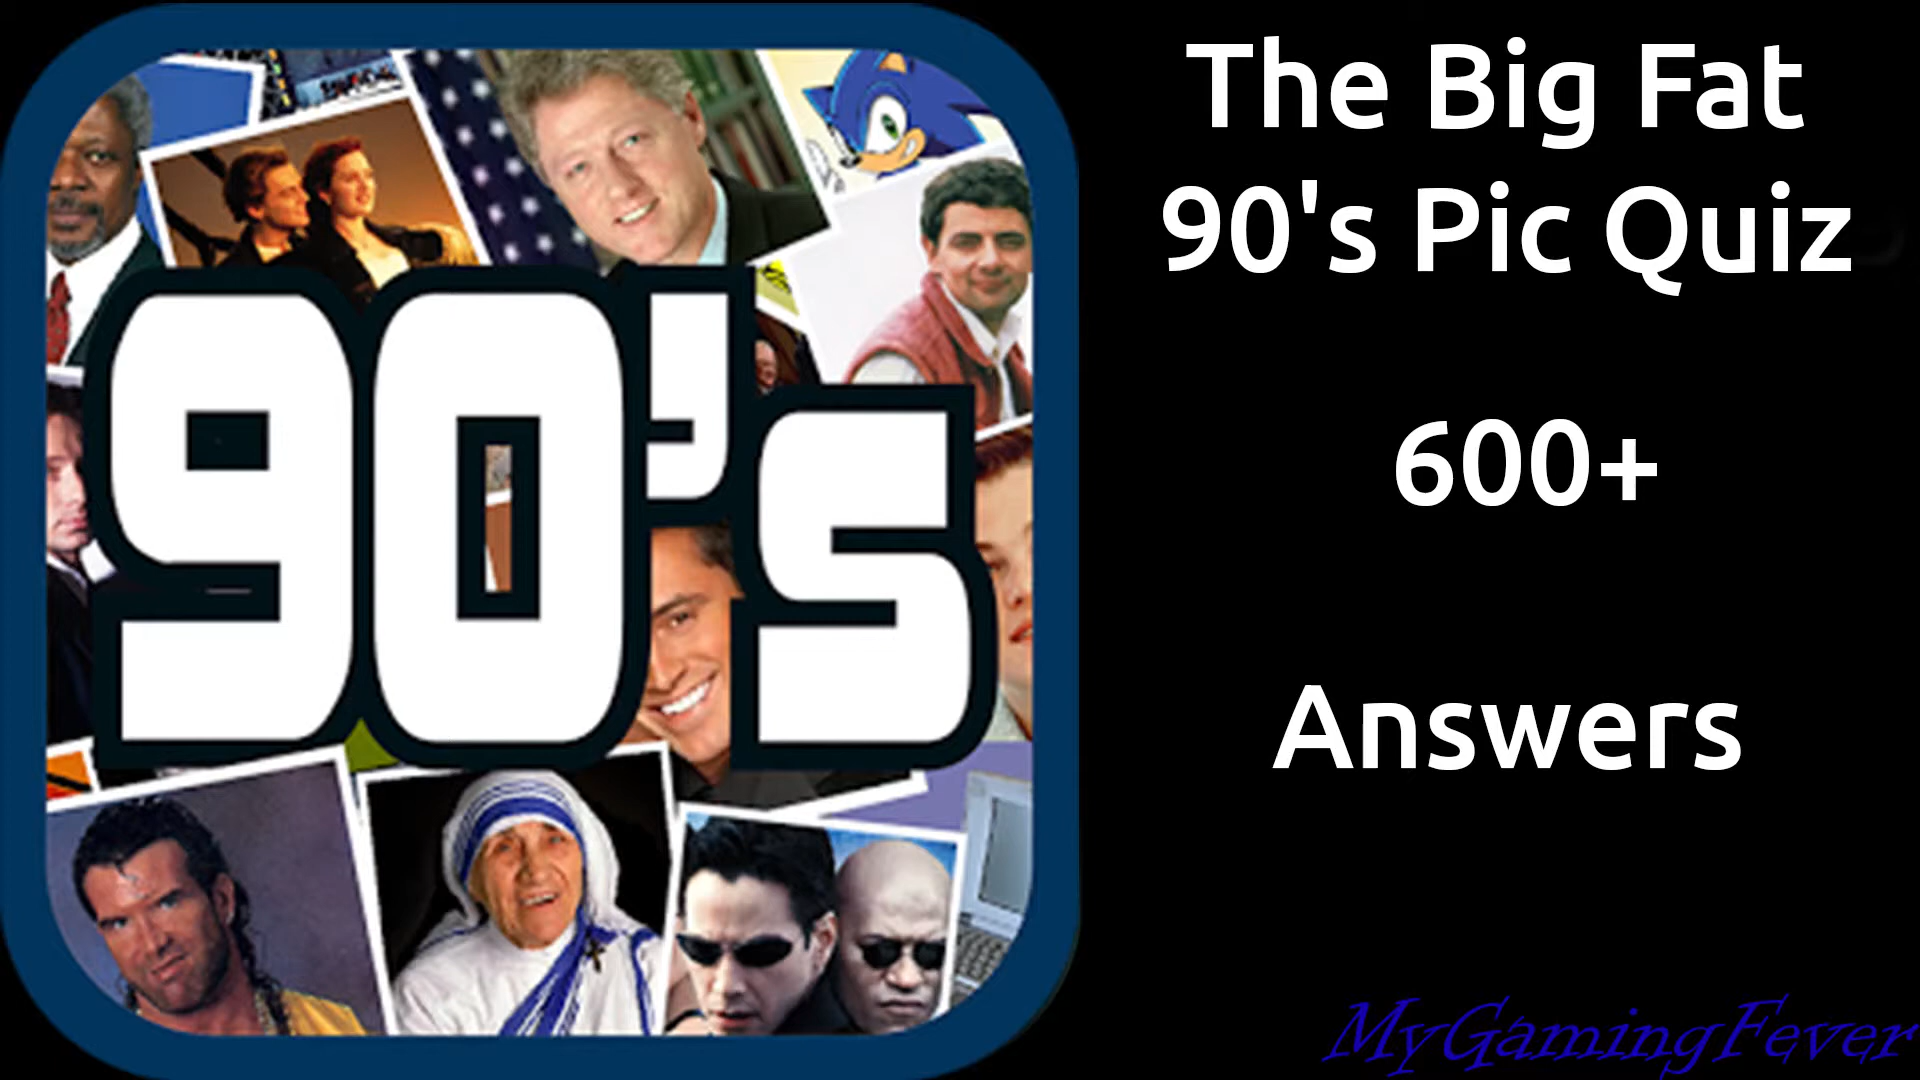 90's
The Big Fat
90's Pic Quiz
600+
Answers
MyGamingFever